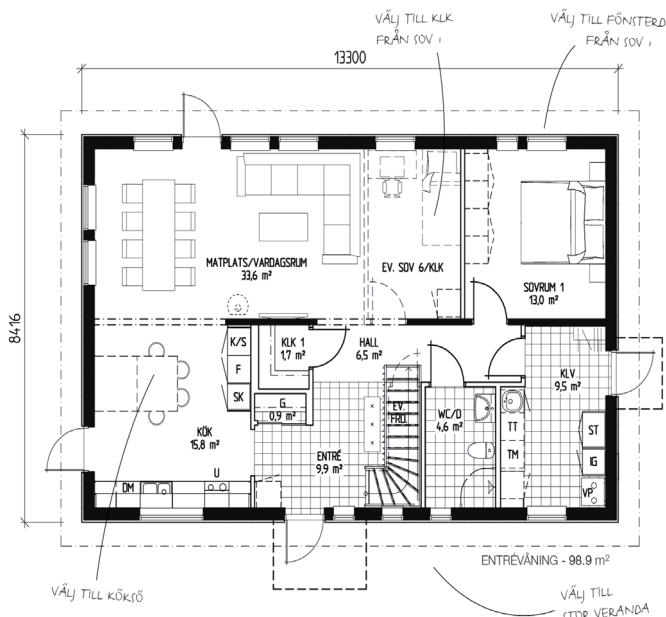 VÄLJ TILL KLK
FRÅN SOV 1
VÄLJ TILL FÖNSTERD
FRÅN SOV 1
13300
8416
MATPLATS/VARDAGSRUM
33,6 m²
EV. SOV 6/KLK
SOVRUM 1
13,0 m²
K/S
F
SK
KLK 1
1,7 m²
HALL
6,5 m²
KLV
9,5 m²
G
0,9 m²
EV.
FRD.
WC/D
4,6 m²
TT
TM
ST
IG
VP
KÖK
15,8 m²
ENTRÉ
9,9 m²
DM
U
ENTRÉVÅNING - 98.9 m²
VÄLJ TILL KÖKSÖ
VÄLJ TILL
STOR VERANDA